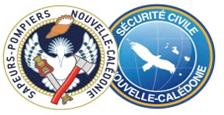 SAPEURS-POMPIERS NOUVELLE-CALÉDONIE
SÉCURITÉ CIVILE
NOUVELLE-CALÉDONIE